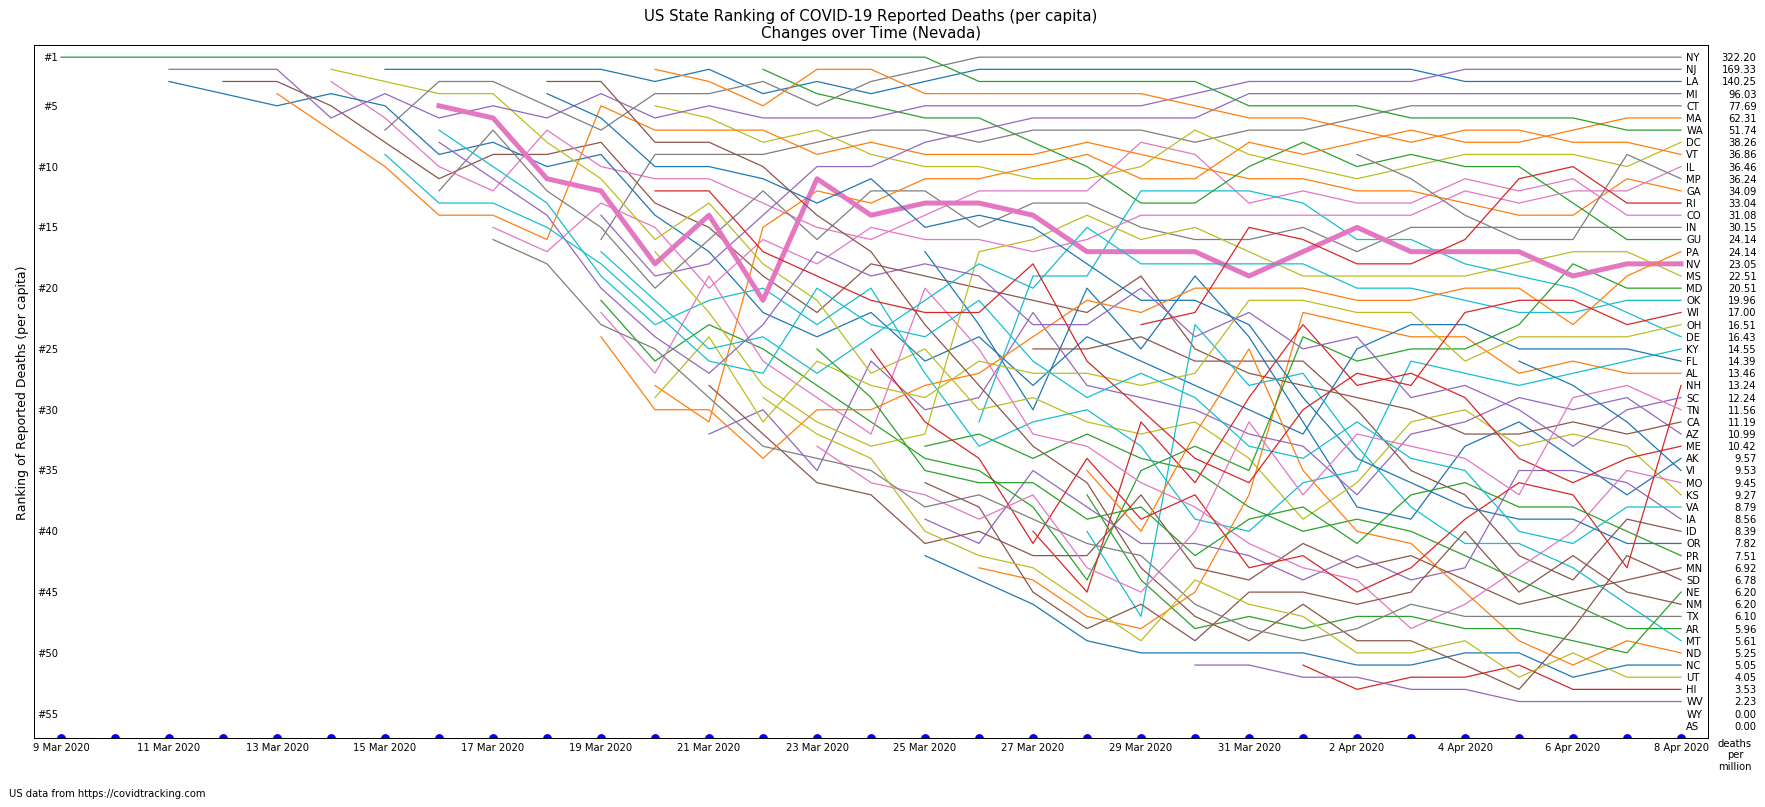 US State Ranking of COVID-19 Reported Deaths (per capita)
Changes over Time (Nevada)
Ranking of Reported Deaths (per capita)
#1
#5
#10
#15
#20
#25
#30
#35
#40
#45
#50
#55
NY 322.20
NJ 169.33
LA 140.25
MI 96.03
CT 77.69
MA 62.31
WA 51.74
DC 38.26
VT 36.86
IL 36.46
MP 36.24
GA 34.09
RI 33.04
CO 31.08
IN 30.15
GU 24.14
PA 24.14
NV 23.05
MS 22.51
MD 20.51
OK 19.96
WI 17.00
OH 16.51
DE 16.43
KY 14.55
FL 14.39
AL 13.46
NH 13.24
SC 12.24
TN 11.56
CA 11.19
AZ 10.99
ME 10.42
AK 9.57
VI 9.53
MO 9.45
KS 9.27
VA 8.79
IA 8.56
ID 8.39
OR 7.82
PR 7.51
MN 6.92
SD 6.78
NE 6.20
NM 6.20
TX 6.10
AR 5.96
MT 5.61
ND 5.25
NC 5.05
UT 4.05
HI 3.53
WV 2.23
WY 0.00
AS 0.00
9 Mar 2020 11 Mar 2020 13 Mar 2020 15 Mar 2020 17 Mar 2020 19 Mar 2020 21 Mar 2020 23 Mar 2020 25 Mar 2020 27 Mar 2020 29 Mar 2020 31 Mar 2020 2 Apr 2020 4 Apr 2020 6 Apr 2020 8 Apr 2020
deaths
per
million
US data from https://covidtracking.com